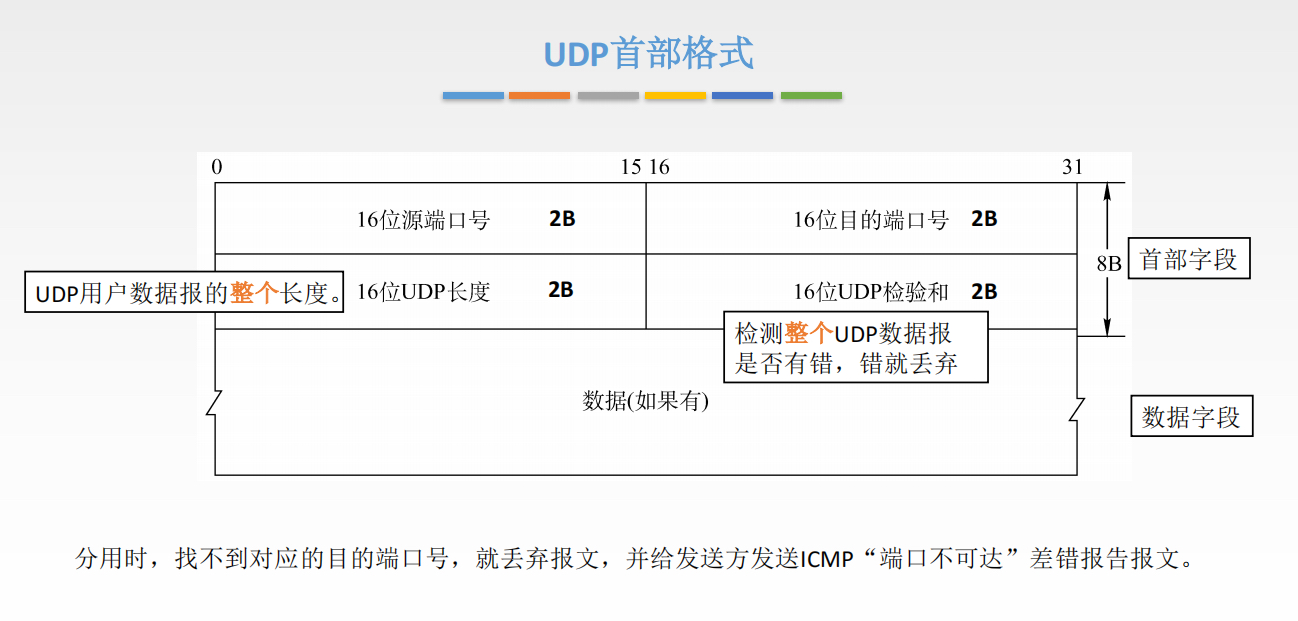 UDP首部格式
0 15 16 31
16位源端口号 2B 16位目的端口号 2B
8B 首部字段
UDP用户数据报的整个长度。 16位UDP长度 2B 16位UDP检验和 2B
检测整个UDP数据报
是否有错，错就丢弃
数据(如果有)
数据字段
分用时，找不到对应的目的端口号，就丢弃报文，并给发送方发送ICMP“端口不可达”差错报告报文。